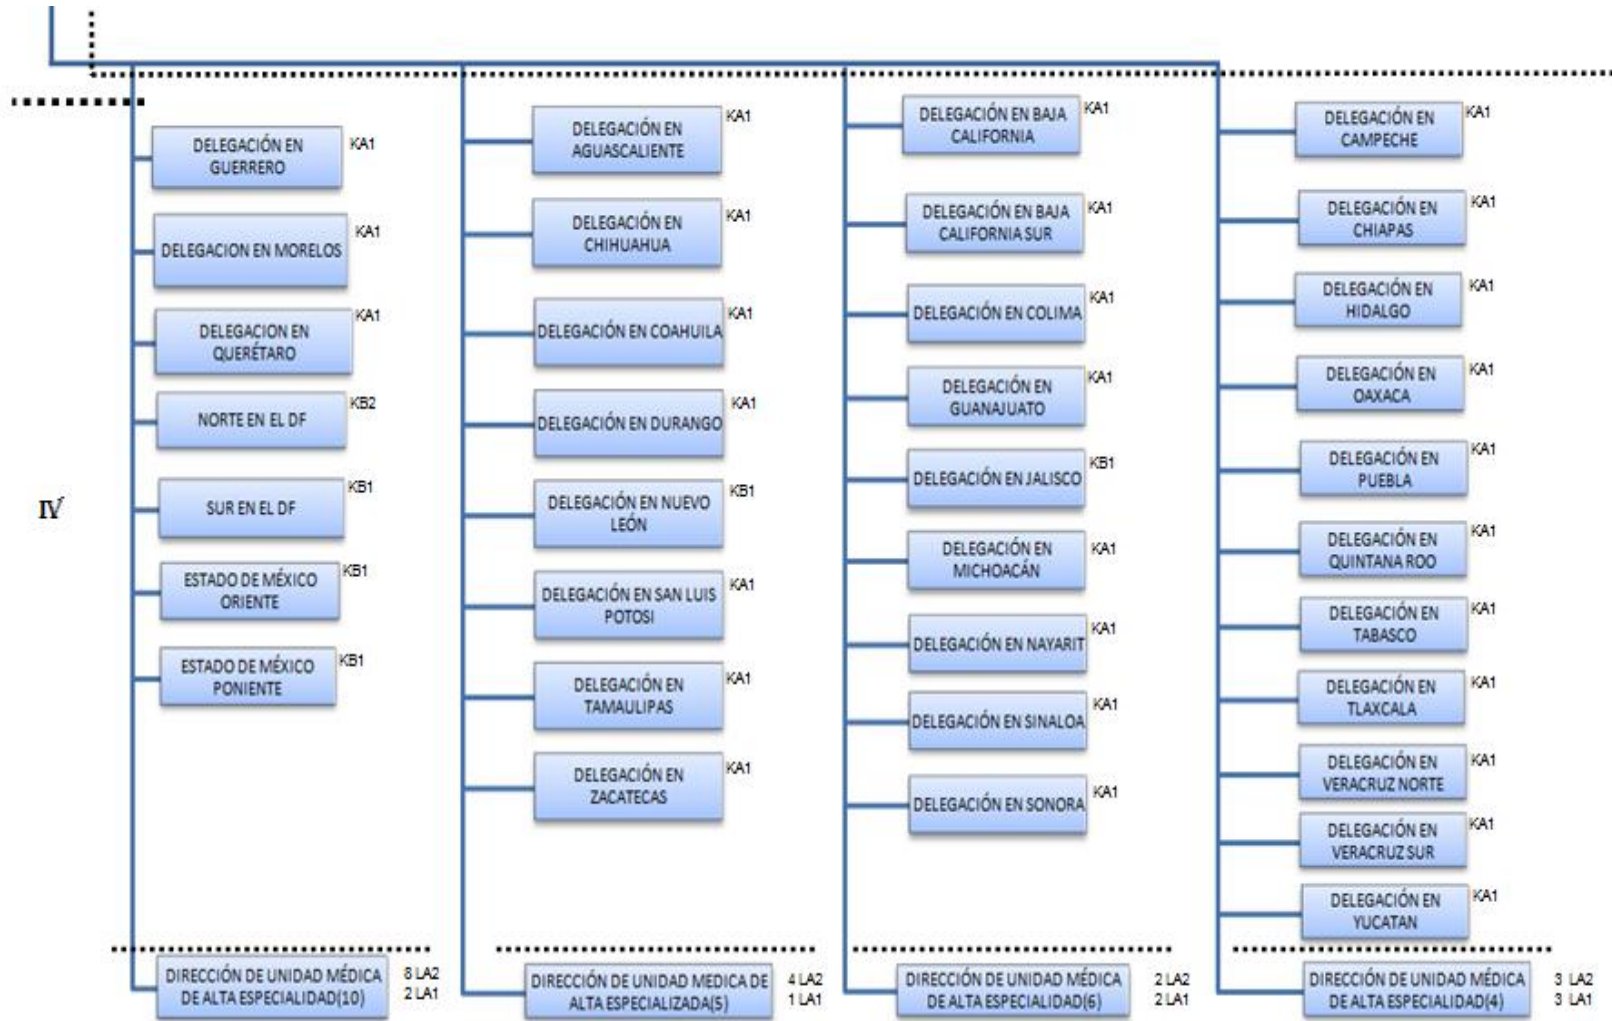 IV
DELEGACIÓN EN
GUERRERO
KA1
DELEGACION EN MORELOS
KA1
DELEGACION EN
QUERÉTARO
KA1
NORTE EN EL DF
KB2
SUR EN EL DF
KB1
ESTADO DE MÉXICO
ORIENTE
KB1
ESTADO DE MÉXICO
PONIENTE
KB1
DIRECCIÓN DE UNIDAD MÉDICA
DE ALTA ESPECIALIDAD(10)
8 LA2
2 LA1
DELEGACIÓN EN
AGUASCALIENTE
KA1
DELEGACIÓN EN
CHIHUAHUA
KA1
DELEGACIÓN EN COAHUILA
KA1
DELEGACIÓN EN DURANGO
KA1
DELEGACIÓN EN NUEVO
LEÓN
KB1
DELEGACIÓN EN SAN LUIS
POTOSI
KA1
DELEGACIÓN EN
TAMAULIPAS
KA1
DELEGACIÓN EN
ZACATECAS
KA1
DIRECCIÓN DE UNIDAD MEDICA DE
ALTA ESPECIALIZADA(5)
4 LA2
1 LA1
DELEGACIÓN EN BAJA
CALIFORNIA
KA1
DELEGACIÓN EN BAJA
CALIFORNIA SUR
KA1
DELEGACIÓN EN COLIMA
KA1
DELEGACIÓN EN
GUANAJUATO
KA1
DELEGACIÓN EN JALISCO
KB1
DELEGACIÓN EN
MICHOACÁN
KA1
DELEGACIÓN EN NAYARIT
KA1
DELEGACIÓN EN SINALOA
KA1
DELEGACIÓN EN SONORA
KA1
DIRECCIÓN DE UNIDAD MÉDICA
DE ALTA ESPECIALIDAD(6)
2 LA2
2 LA1
DELEGACIÓN EN
CAMPECHE
KA1
DELEGACIÓN EN
CHIAPAS
KA1
DELEGACIÓN EN
HIDALGO
KA1
DELEGACIÓN EN
OAXACA
KA1
DELEGACIÓN EN
PUEBLA
KA1
DELEGACIÓN EN
QUINTANA ROO
KA1
DELEGACIÓN EN
TABASCO
KA1
DELEGACIÓN EN
TLAXCALA
KA1
DELEGACIÓN EN
VERACRUZ NORTE
KA1
DELEGACIÓN EN
VERACRUZ SUR
KA1
DELEGACIÓN EN
YUCATAN
KA1
DIRECCIÓN DE UNIDAD MÉDICA
DE ALTA ESPECIALIDAD(4)
3 LA2
3 LA1